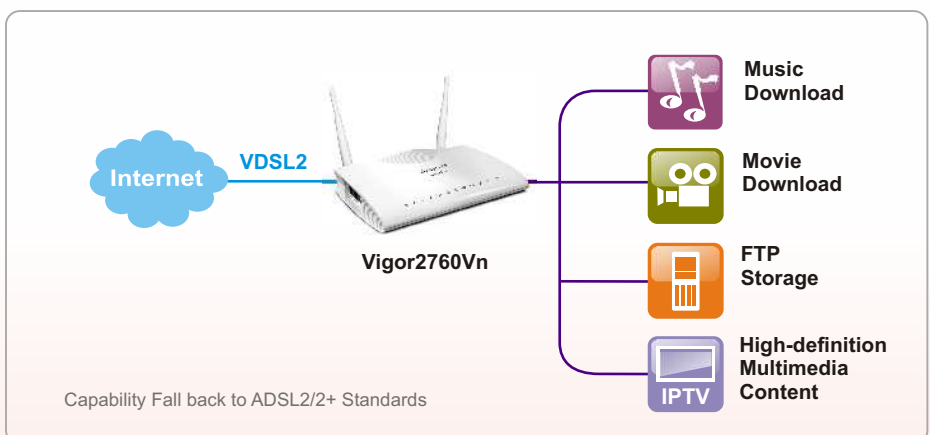 Music
Download
VDSL2
Internet
Movie
Download
Vigor2760Vn
FTP
Storage
High-definition
Multimedia
Content
IPTV
Capability Fall back to ADSL2/2+ Standards